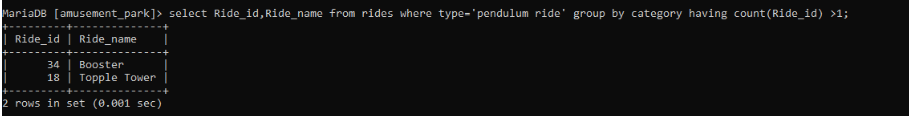 MariaDB [amusement_park]> select Ride_id,Ride_name from rides where type='pendulum ride' group by category having count(Ride_id) >1;
+---------+--------------+
| Ride_id | Ride_name    |
+---------+--------------+
|      34 | Booster      |
|      18 | Topple Tower |
+---------+--------------+
2 rows in set (0.001 sec)